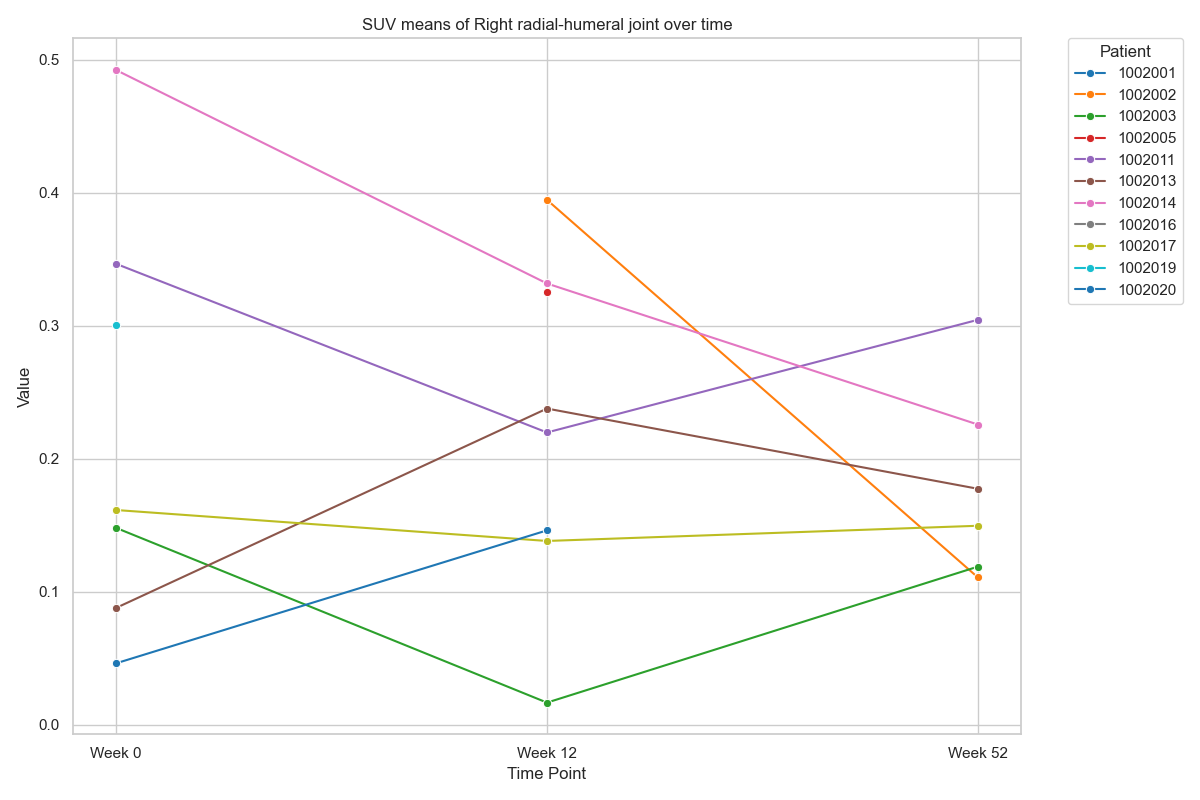 SUV means of Right radial-humeral joint over time
Patient
1002001
1002002
1002003
1002005
1002011
1002013
1002014
1002016
1002017
1002019
1002020
Value
0.5
0.4
0.3
0.2
0.1
0.0
Week 0
Week 12
Week 52
Time Point